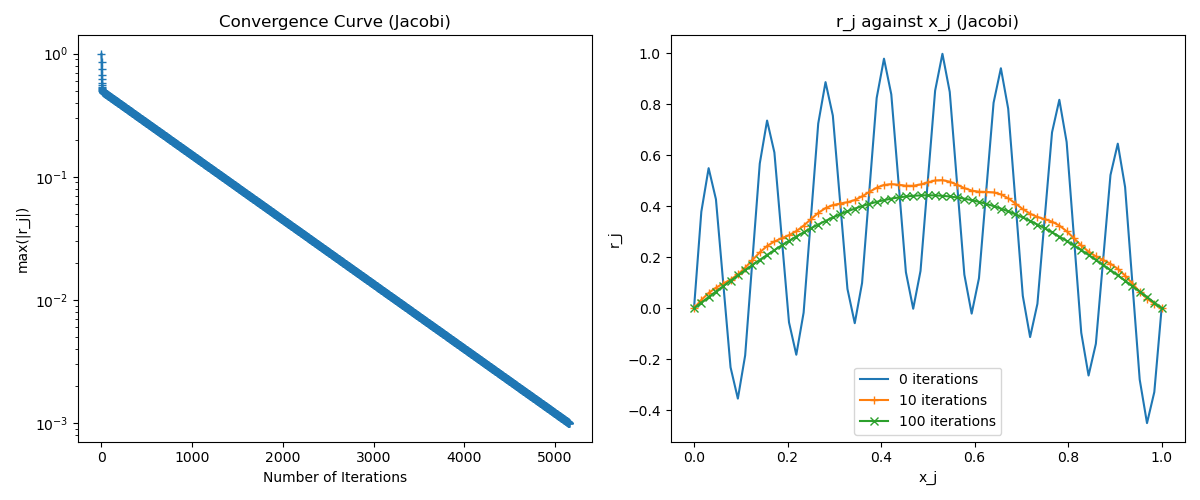 Convergence Curve (Jacobi)
max(|r_j|)
10^0
10^-1
10^-2
10^-3
0 1000 2000 3000 4000 5000
Number of Iterations
r_j against x_j (Jacobi)
r_j
1.0
0.8
0.6
0.4
0.2
0.0
−0.2
−0.4
0 iterations
10 iterations
100 iterations
0.0 0.2 0.4 0.6 0.8 1.0
x_j